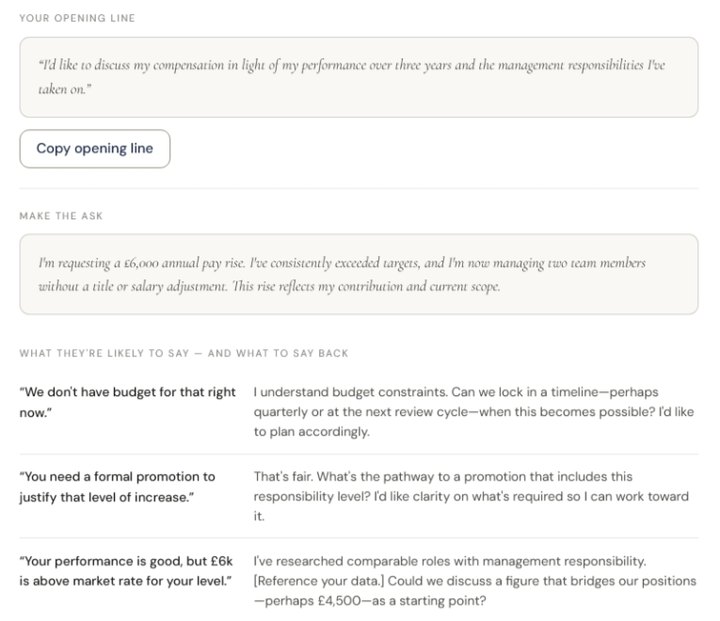 YOUR OPENING LINE
“I'd like to discuss my compensation in light of my performance over three years and the management responsibilities I've
taken on.”
Copy opening line
MAKE THE ASK
I'm requesting a £6,000 annual pay rise. I've consistently exceeded targets, and I'm now managing two team members
without a title or salary adjustment. This rise reflects my contribution and current scope.
WHAT THEY'RE LIKELY TO SAY — AND WHAT TO SAY BACK
“We don't have budget for that right
now.”
I understand budget constraints. Can we lock in a timeline—perhaps
quarterly or at the next review cycle—when this becomes possible? I'd like
to plan accordingly.
“You need a formal promotion to
justify that level of increase.”
That's fair. What's the pathway to a promotion that includes this
responsibility level? I'd like clarity on what's required so I can work toward
it.
“Your performance is good, but £6k
is above market rate for your level.”
I've researched comparable roles with management responsibility.
[Reference your data.] Could we discuss a figure that bridges our positions
—perhaps £4,500—as a starting point?